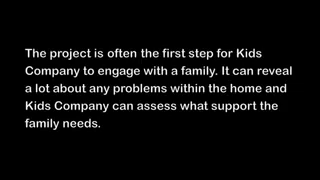 The project is often the first step for Kids
Company to engage with a family. It can reveal
a lot about any problems within the home and
Kids Company can assess what support the
family needs.